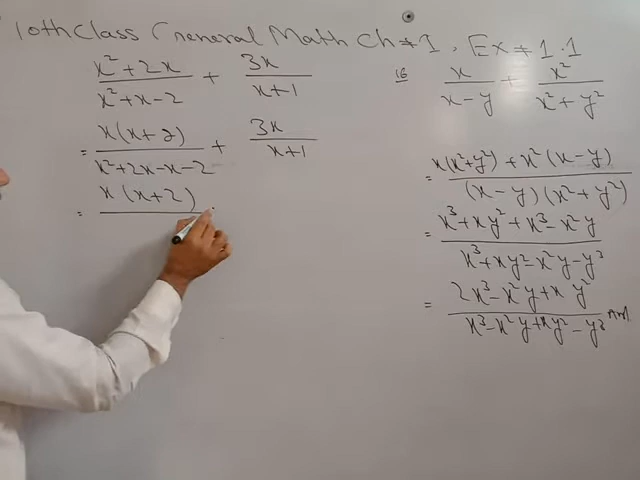 10th Class General Math Ch # 1, Ex # 1.1
x² + 2x / x² + x - 2 + 3x / x + 1
= x(x + 2) / x² + 2x - x - 2 + 3x / x + 1
= x(x + 2)
16 x / x - y + x² / x² + y²
= x(x² + y²) + x²(x - y) / (x - y)(x² + y²)
= x³ + xy² + x³ - x²y / x³ + xy² - x²y - y³
= 2x³ - x²y + xy² / x³ - x²y + xy² - y³ Ans.